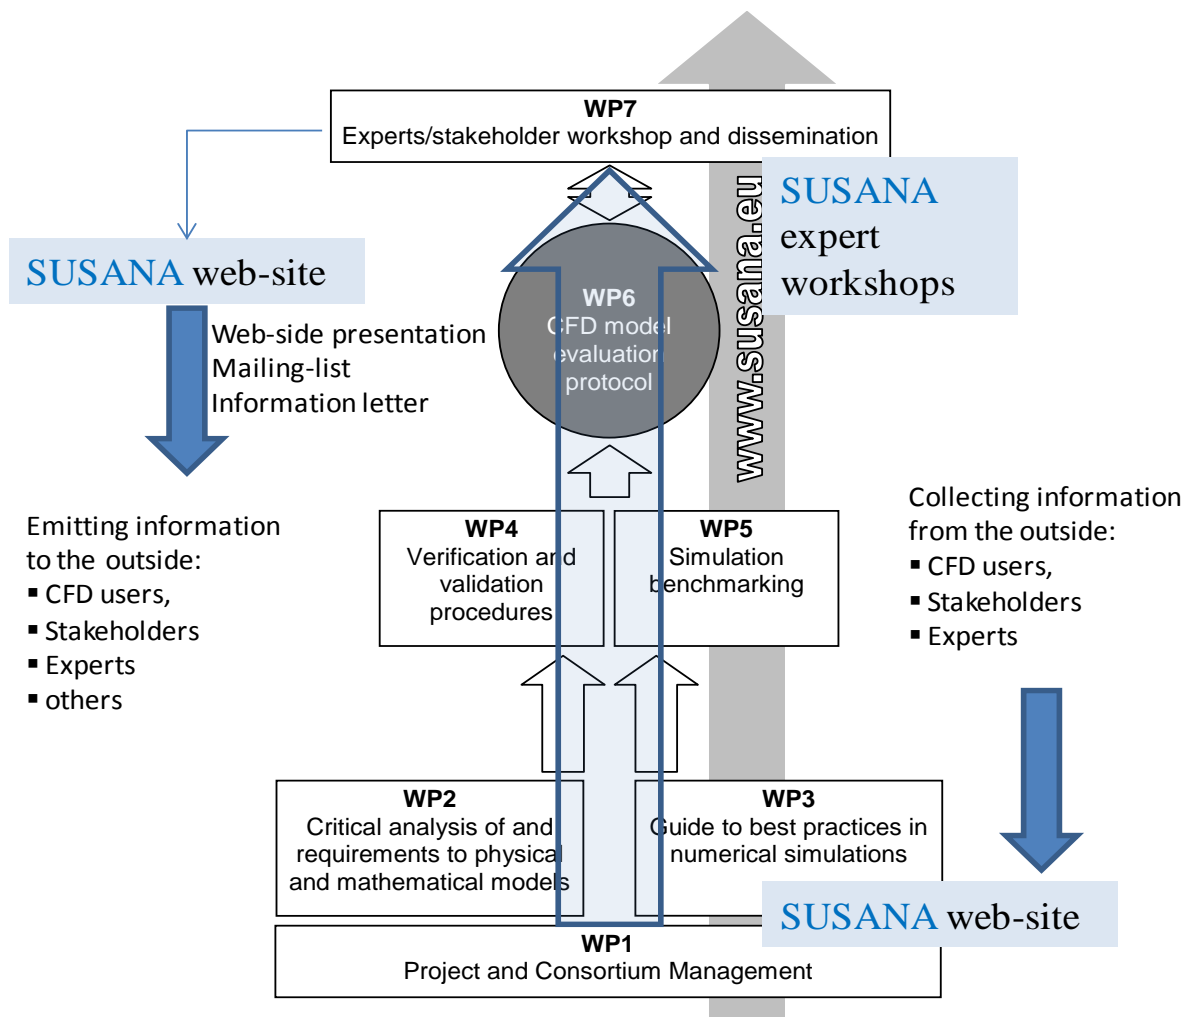 WP7
Experts/stakeholder workshop and dissemination
www.susana.eu
SUSANA
expert
workshops
SUSANA web-site
Web-side presentation
Mailing-list
Information letter
WP6
CFD model
evaluation
protocol
Emitting information
to the outside:
▪ CFD users,
▪ Stakeholders
▪ Experts
▪ others
WP4
Verification and
validation
procedures
WP5
Simulation
benchmarking
Collecting information
from the outside:
▪ CFD users,
▪ Stakeholders
▪ Experts
WP2
Critical analysis of and
requirements to physical
and mathematical models
WP3
Guide to best practices in
numerical simulations
SUSANA web-site
WP1
Project and Consortium Management